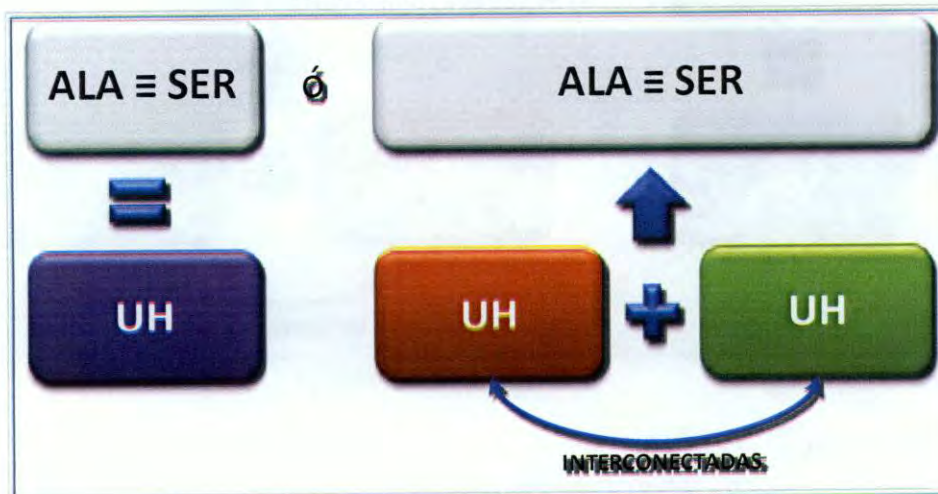 ALA ≡ SER Ó ALA ≡ SER
UH UH UH
INTERCONECTADAS.